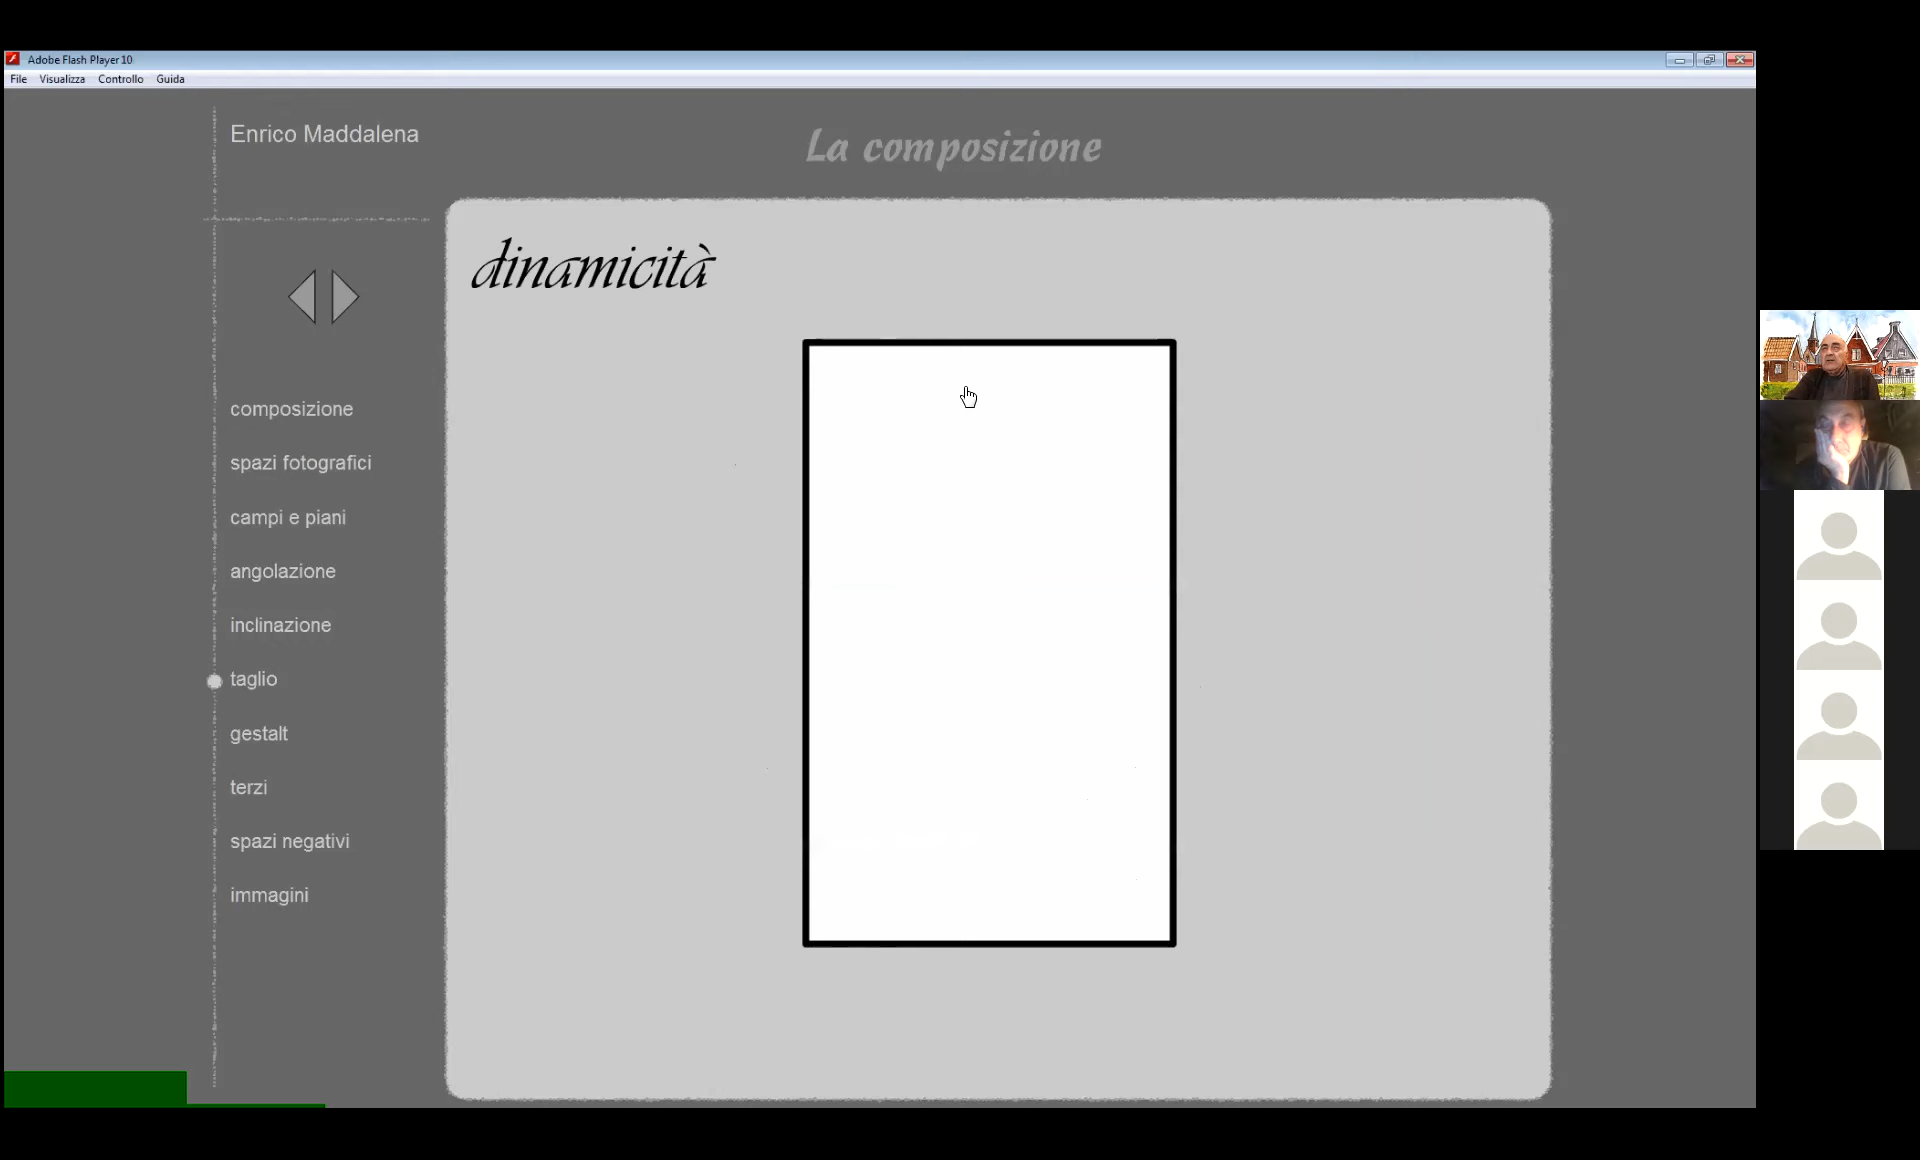 Adobe Flash Player 10
File Visualizza Controllo Guida
Enrico Maddalena
La composizione
dinamicità
composizione
spazi fotografici
campi e piani
angolazione
inclinazione
taglio
gestalt
terzi
spazi negativi
immagini